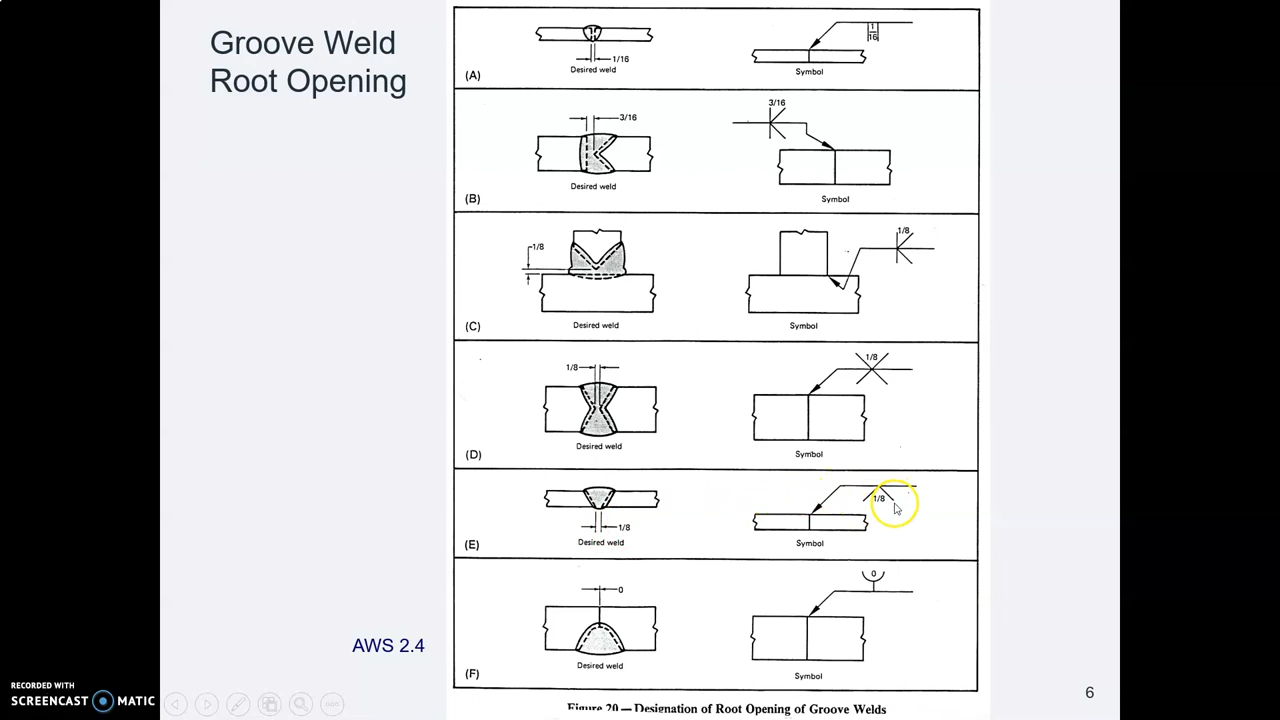 Groove Weld
Root Opening
1/16
Desired weld
1
16
Symbol
(A)
3/16
Desired weld
3/16
Symbol
(B)
1/8
Desired weld
1/8
Symbol
(C)
1/8
Desired weld
1/8
Symbol
(D)
1/8
Desired weld
1/8
Symbol
(E)
0
Desired weld
0
Symbol
(F)
Figure 20 — Designation of Root Opening of Groove Welds
AWS 2.4
6
RECORDED WITH
SCREENCAST MATIC